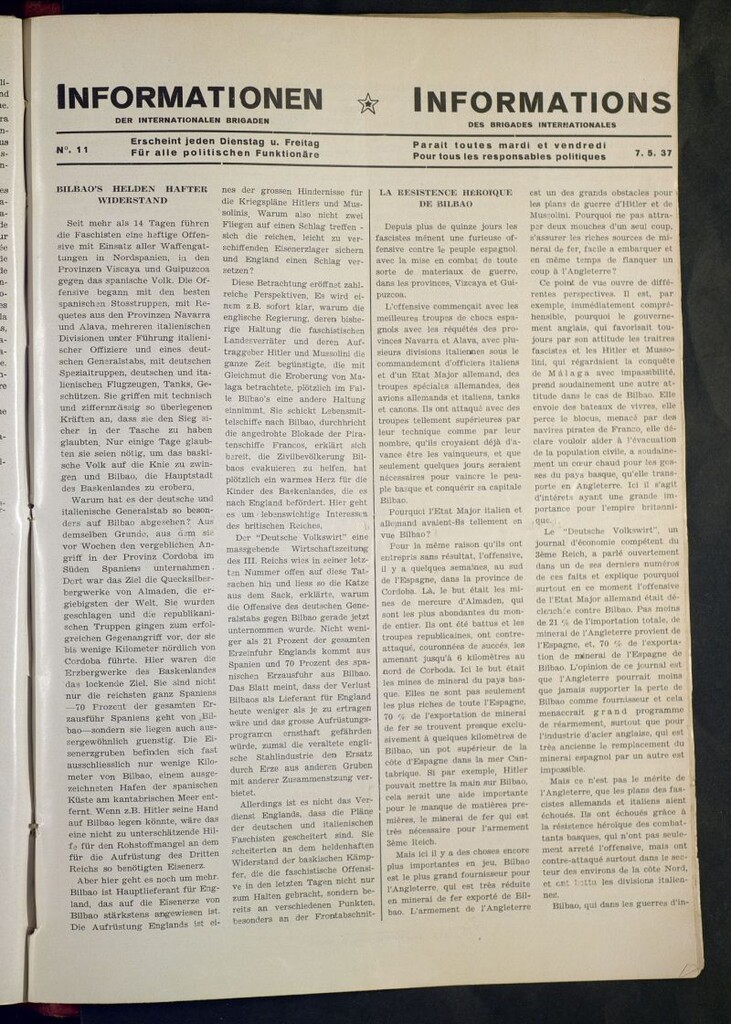 INFORMATIONEN
DER INTERNATIONALEN BRIGADEN
INFORMATIONS
DES BRIGADES INTERNATIONALES
N°. 11
Erscheint jeden Dienstag u. Freitag
Für alle politischen Funktionäre
Parait toutes mardi et vendredi
Pour tous les responsables politiques
7. 5. 37
BILBAO'S HELDEN HAFTER
WIDERSTAND
Seit mehr als 14 Tagen führen
die Faschisten eine heftige Offen-
sive mit Einsatz aller Waffengat-
tungen in Nordspanien, in den
Provinzen Viscaya und Guipuzcoa
gegen das spanische Volk. Die Of-
fensive begann mit den besten
spanischen Stosstruppen, mit Re-
quetes aus den Provinzen Navarra
und Alava, mehreren italienischen
Divisionen unter Führung italieni-
scher Offiziere und eines deut-
schen Generalstabs, mit deutschen
Spezialtruppen, deutschen und ita-
lienischen Flugzeugen, Tanks, Ge-
schützen. Sie griffen mit technisch
und ziffernmässig so überlegenen
Kräften an, dass sie den Sieg si-
cher in der Tasche zu haben
glaubten. Nur einige Tage glaub-
ten sie seien nötig, um das baski-
sche Volk auf die Knie zu zwin-
gen und Bilbao, die Hauptstadt
des Baskenlandes zu erobern.
Warum hat es der deutsche und
italienische Generalstab so beson-
ders auf Bilbao abgesehen? Aus
demselben Grunde, aus dem sie
vor Wochen den vergeblichen An-
griff in der Provinz Cordoba im
Süden Spaniens unternahmen.
Dort war das Ziel die Quecksilber-
bergwerke von Almaden, die er-
giebigsten der Welt. Sie wurden
geschlagen und die republikani-
schen Truppen gingen zum erfol-
greichen Gegenangriff vor, der sie
bis wenige Kilometer nördlich von
Cordoba führte. Hier waren die
Erzbergwerke des Baskenlandes
das lockende Ziel. Sie sind nicht
nur die reichsten ganz Spaniens
—70 Prozent der gesamten Er-
zausführ Spaniens geht von Bil-
bao—sondern sie liegen auch aus-
sergewöhnlich guenstig. Die Ei-
senerzgruben befinden sich fast
ausschliesslich nur wenige Kilo-
meter von Bilbao, einem ausge-
zeichneten Hafen der spanischen
Küste am kantabrischen Meer ent-
fernt. Wenn z.B. Hitler seine Hand
auf Bilbao legen könnte, wäre das
eine nicht zu unterschätzende Hil-
fe für den Rohstoffmangel an dem
für die Aufrüstung des Dritten
Reichs so benötigten Eisenerz.
Aber hier geht es noch um mehr.
Bilbao ist Hauptlieferant für Eng-
land, das auf die Eisenerze von
Bilbao stärkstens angewiesen ist.
Die Aufrüstung Englands ist ei-
nes der grossen Hindernisse für
die Kriegspläne Hitlers und Mus-
solinis. Warum also nicht zwei
Fliegen auf einen Schlag treffen -
sich die reichen, leicht zu ver-
schiffenden Eisenerzlager sichern
und England einen Schlag ver-
setzen?
Diese Betrachtung eröffnet zahl-
reiche Perspektiven. Es wird ei-
nem z.B. sofort klar, warum die
englische Regierung, deren bishe-
rige Haltung die faschistischen
Landesverräter und deren Auf-
traggeber Hitler und Mussolini die
ganze Zeit begünstigte, die mit
Gleichmut die Eroberung von Ma-
laga betrachtete, plötzlich im Fal-
le Bilbao's eine andere Haltung
einnimmt. Sie schickt Lebensmit-
telschiffe nach Bilbao, durchbricht
die angedrohte Blokade der Pira-
tenschiffe Francos, erklärt sich
bereit, die Zivilbevölkerung Bil-
baos evakuieren zu helfen, hat
plötzlich ein warmes Herz für die
Kinder des Baskenlandes, die es
nach England befördert. Hier geht
es um lebenswichtige Interessen
des britischen Reiches.
Der "Deutsche Volkswirt" eine
massgebende Wirtschaftszeitung
des III. Reichs wies in seiner letz-
ten Nummer offen auf diese Tat-
sachen hin und liess so die Katze
aus dem Sack, erklärte, warum
die Offensive des deutschen Gene-
ralstabs gegen Bilbao gerade jetzt
unternommen wurde. Nicht weni-
ger als 21 Prozent der gesamten
Erzeinfuhr Englands kommt aus
Spanien und 70 Prozent des spa-
nischen Erzausfuhr aus Bilbao.
Das Blatt meint, dass der Verlust
Bilbaos als Lieferant für England
heute weniger als je zu ertragen
wäre und das grosse Aufrüstungs-
programm ernsthaft gefährden
würde, zumal die veraltete engli-
sche Stahlindustrie den Ersatz
durch Erze aus anderen Gruben
mit anderer Zusammenstzung ver-
bietet.
Allerdings ist es nicht das Ver-
dienst Englands, dass die Pläne
der deutschen und italienischen
Faschisten gescheitert sind. Sie
scheiterten an dem heldenhaften
Widerstand der baskischen Kämp-
fer, die die faschistische Offensi-
ve in den letzten Tagen nicht nur
zum Halten gebracht, sondern be-
reits an verschiedenen Punkten,
besonders an der Frontabschnit-
LA RESISTENCE HEROIQUE
DE BILBAO
Depuis plus de quinze jours les
fascistes mènent une furieuse of-
fensive contre le peuple espagnol
avec la mise en combat de toute
sorte de materiaux de guerre,
dans les provinces, Vizcaya et Gui-
puzcoa.
L'offensive commençait avec les
meilleures troupes de chocs espa-
gnols avec les réquétés des pro-
vinces Navarra et Alava, avec plu-
sieurs divisions italiennes sous le
commandement d'officiers italiens
et d'un Etat Major allemand, des
troupes spécials allemandes, des
avions allemands et italiens, tanks
et canons. Ils ont attaqué avec des
troupes tellement supérieures par
leur technique comme par leur
nombre, qu'ils croyaient déjà d'a-
vance être les vainqueurs, et que
seulement quelques jours seraient
nécessaires pour vaincre le peu-
ple basque et conquérir sa capitale
Bilbao.
Pourquoi l'Etat Major italien et
allemand avaient-ils tellement en
vue Bilbao?
Pour la même raison qu'ils ont
entrepris sans résultat, l'offensive,
il y a quelques semaines, au sud
de l'Espagne, dans la province de
Cordoba. Là, le but était les mi-
nes de mercure d'Almaden, qui
sont les plus abondantes du mon-
de entier. Ils ont été battus et les
troupes republicaines, ont contre-
attaqué, couronnées de succés, les
amenant jusqu'à 6 kilomètres au
nord de Corboda. Ici le but était
les mines de mineral du pays bas-
que. Elles ne sont pas seulement
les plus riches de toute l'Espagne,
70 % de l'exportation de mineral
de fer se trouvent prosque exclu-
sivement à quelques kilomètres de
Bilbao, un pot supérieur de la
côte d'Espagne dans la mer Can-
tabrique. Si par exemple, Hitler
pouvait mettre la main sur Bilbao,
cela serait une aide importante
pour le manque de matières pre-
mières, le mineral de fer qui est
très nécessaire pour l'armement
3ème Reich.
Mais ici il y a des choses encore
plus importantes en jeu, Bilbao
est le plus grand fournisseur pour
l'Angleterre, qui est très réduite
en mineral de fer exporté de Bil-
bao. L'armement de l'Angleterre
est un des grands obstacles pour
les plans de guerre d'Hitler et de
Musolini. Pourquoi ne pas attra-
per deux mouches d'un seul coup,
s'assurer les riches sources de mi-
neral de fer, facile a embarquer et
en même temps de flanquer un
coup à l'Angleterre?
Ce point de vue ouvre de diffé-
rentes perspectives. Il est, par
exemple, immédiatement compré-
hensible, pourquoi le gouverne-
ment anglais, qui favorisait tou-
jours par son attitude les traitres
fascistes et les Hitler et Musso-
lini, qui régardaient la conquête
de Málaga avec impassibilité,
prend soudainement une autre at-
titude dans le cas de Bilbao. Elle
envoie des bateaux de vivres, elle
perce le blocus, menacé par des
navires pirates de Franco, elle dé-
clare vouloir aider à l'évacuation
de la population civile, a soudaine-
ment un cœur chaud pour les gos-
ses du pays basque, qu'elle trans-
porte en Angleterre. Ici il s'agit
d'intérets ayant une grande im-
portance pour l'empire britanni-
que.
Le "Deutsche Volkswirt", un
journal d'économie compétent du
3ème Reich, a parlé ouvertement
dans un de ses derniers numéros
de ces faits et explique pourquoi
surtout en ce moment l'offensive
de l'Etat Major allemand était dé-
clenchée contre Bilbao. Pas moins
de 21 % de l'importation totale, de
mineral de l'Angleterre provient de
l'Espagne, et, 70 % de l'exporta-
tion de mineral de l'Espagne de
Bilbao. L'opinion de ce journal est
que l'Angleterre pourrait moins
que jamais supporter la perte de
Bilbao comme fournisseur et cela
menacerait grand programme
de réarmement, surtout que pour
l'industrie d'acier anglaise, qui est
très ancienne le remplacement du
mineral espagnol par un autre est
impossible.
Mais ce n'est pas le mérite de
l'Angleterre, que les plans des fas-
cistes allemands et italiens aient
échoués. Ils ont échoués grâce à
la résistance héroïque des combat-
tants basques, qui n'ont pas seule-
ment arreté l'offensive, mais ont
contre-attaqué surtout dans le sec-
teur des environs de la côte Nord,
et ont battu les divisions italien-
nez.
Bilbao, qui dans les guerres d'in-